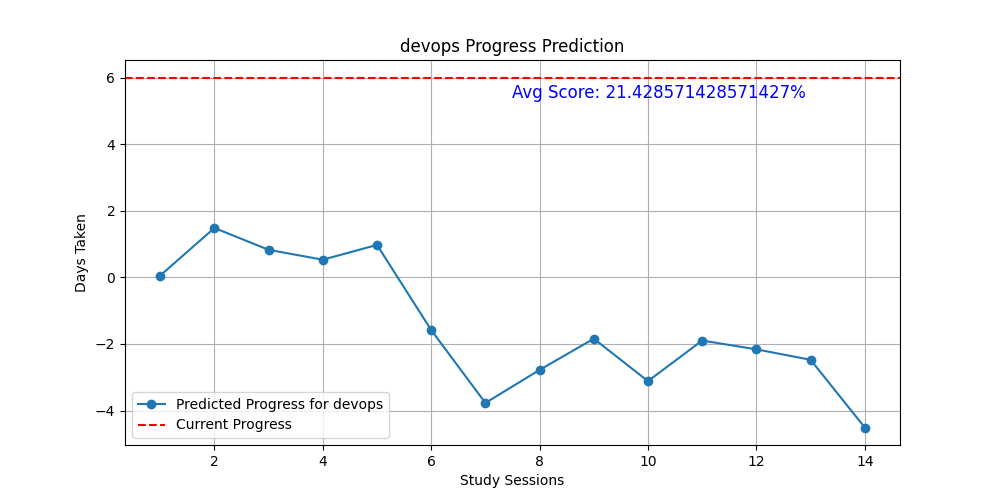 devops Progress Prediction
Avg Score: 21.428571428571427%
Days Taken
6
4
2
0
−2
−4
Predicted Progress for devops
Current Progress
2 4 6 8 10 12 14
Study Sessions